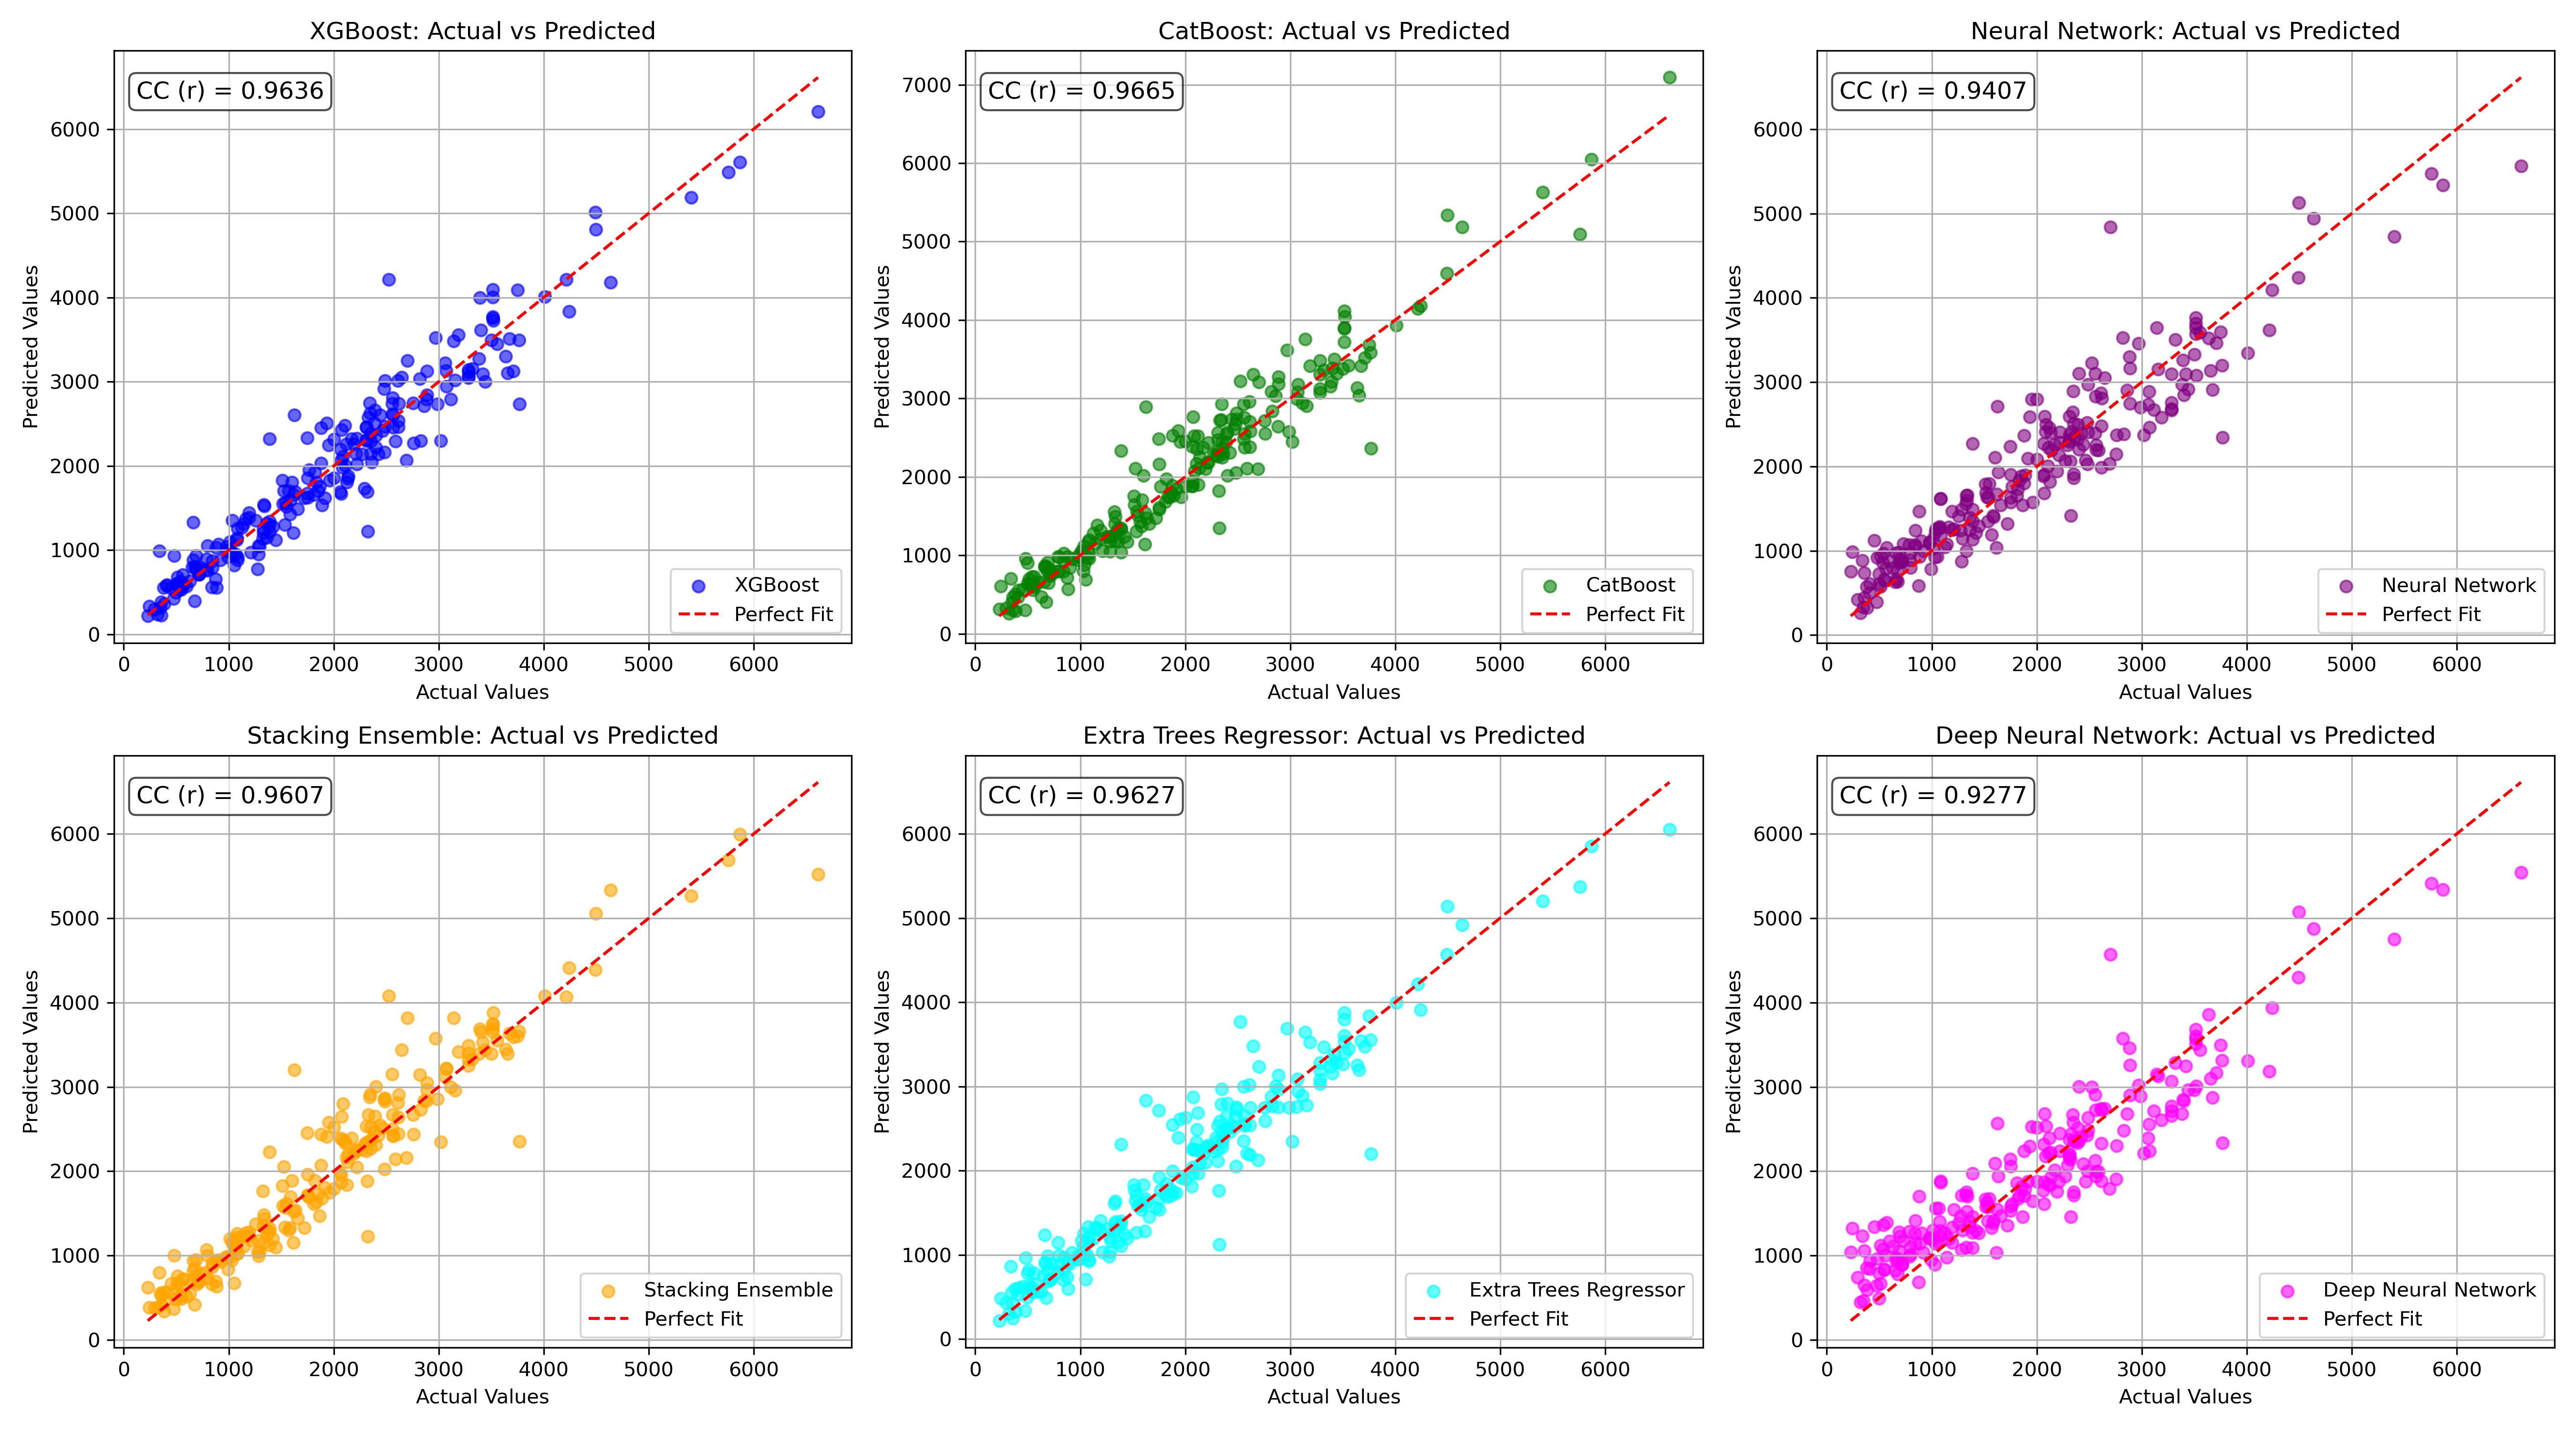 XGBoost: Actual vs Predicted
CC (r) = 0.9636
Predicted Values
6000
5000
4000
3000
2000
1000
0
XGBoost
Perfect Fit
0 1000 2000 3000 4000 5000 6000
Actual Values
CatBoost: Actual vs Predicted
CC (r) = 0.9665
Predicted Values
7000
6000
5000
4000
3000
2000
1000
0
CatBoost
Perfect Fit
0 1000 2000 3000 4000 5000 6000
Actual Values
Neural Network: Actual vs Predicted
CC (r) = 0.9407
Predicted Values
6000
5000
4000
3000
2000
1000
0
Neural Network
Perfect Fit
0 1000 2000 3000 4000 5000 6000
Actual Values
Stacking Ensemble: Actual vs Predicted
CC (r) = 0.9607
Predicted Values
6000
5000
4000
3000
2000
1000
0
Stacking Ensemble
Perfect Fit
0 1000 2000 3000 4000 5000 6000
Actual Values
Extra Trees Regressor: Actual vs Predicted
CC (r) = 0.9627
Predicted Values
6000
5000
4000
3000
2000
1000
0
Extra Trees Regressor
Perfect Fit
0 1000 2000 3000 4000 5000 6000
Actual Values
Deep Neural Network: Actual vs Predicted
CC (r) = 0.9277
Predicted Values
6000
5000
4000
3000
2000
1000
0
Deep Neural Network
Perfect Fit
0 1000 2000 3000 4000 5000 6000
Actual Values